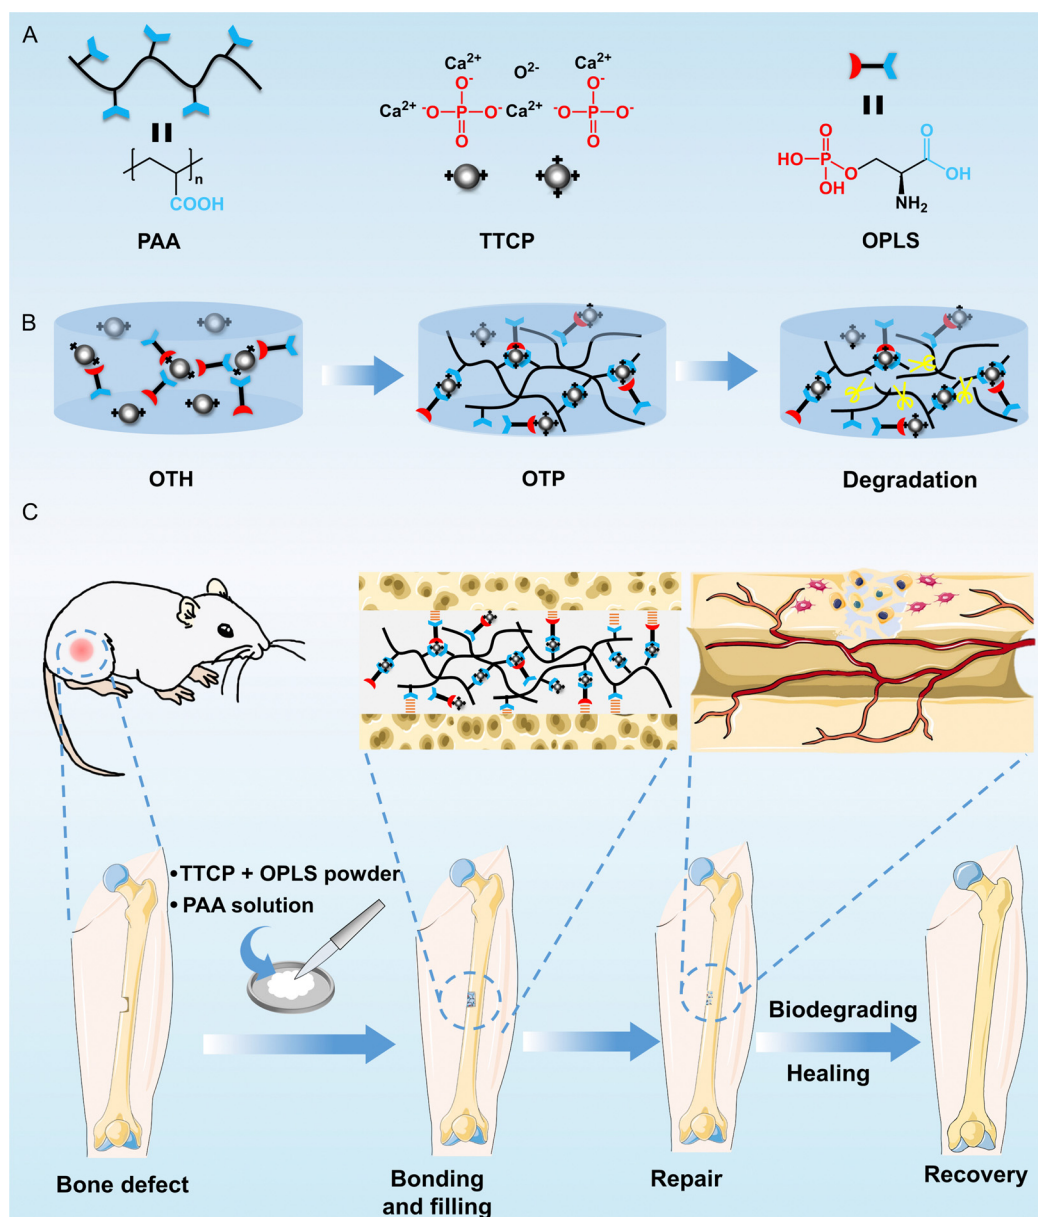 A
Ca²⁺ O²⁻ Ca²⁺
O⁻ O⁻
Ca²⁺ ⁻O-P-O⁻ Ca²⁺ ⁻O-P-O⁻
O O
n
COOH
O
HO P
OH
O
O
OH
NH₂
PAA
TTCP
OPLS
B
OTH
OTP
Degradation
C
•TTCP + OPLS powder
• PAA solution
Biodegrading
Healing
Bone defect
Bonding
and filling
Repair
Recovery